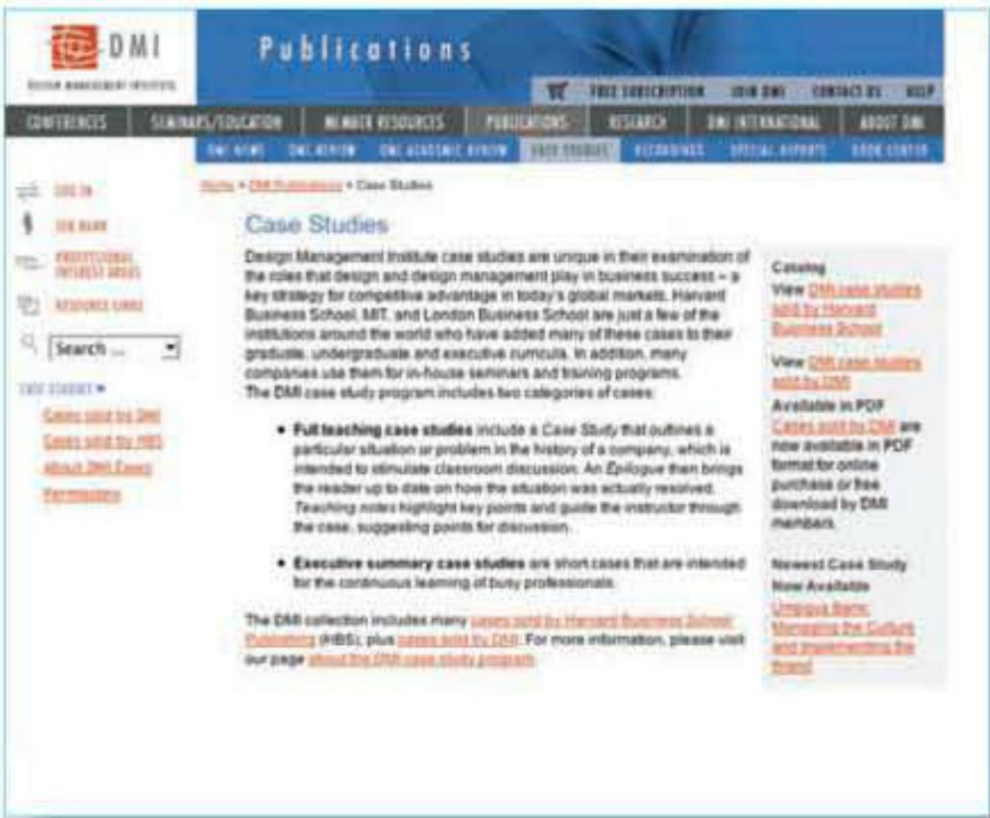 DMI
DESIGN MANAGEMENT INSTITUTE
Publications
FREE SUBSCRIPTION JOIN DMI CONTACT US HELP
CONFERENCES SEMINARS/EDUCATION MEMBER RESOURCES PUBLICATIONS RESEARCH DMI INTERNATIONAL ABOUT DMI
DMI NEWS DMI REVIEW DMI ACADEMIC REVIEW CASE STUDIES RECORDINGS SPECIAL REPORTS BOOK CENTER
Home • DMI Publications • Case Studies
LOG IN
JOB BANK
PROFESSIONAL
INTEREST AREAS
RESOURCE LINKS
Search ...
CASE STUDIES
Cases sold by DMI
Cases sold by HBS
About DMI Cases
Permissions
Case Studies
Design Management Institute case studies are unique in their examination of
the roles that design and design management play in business success – a
key strategy for competitive advantage in today's global markets. Harvard
Business School, MIT, and London Business School are just a few of the
institutions around the world who have added many of these cases to their
graduate, undergraduate and executive curricula. In addition, many
companies use them for in-house seminars and training programs.
The DMI case study program includes two categories of cases:
• Full teaching case studies include a Case Study that outlines a
particular situation or problem in the history of a company, which is
intended to stimulate classroom discussion. An Epilogue then brings
the reader up to date on how the situation was actually resolved.
Teaching notes highlight key points and guide the instructor through
the case, suggesting points for discussion.
• Executive summary case studies are short cases that are intended
for the continuous learning of busy professionals.
The DMI collection includes many cases sold by Harvard Business School
Publishing (HBS), plus cases sold by DMI. For more information, please visit
our page about the DMI case study program.
Catalog
View DMI case studies
sold by Harvard
Business School
View DMI case studies
sold by DMI
Available in PDF
Cases sold by DMI are
now available in PDF
format for online
purchase or free
download by DMI
members.
Newest Case Study
Now Available
Umpqua Bank:
Managing the Culture
and Implementing the
Brand